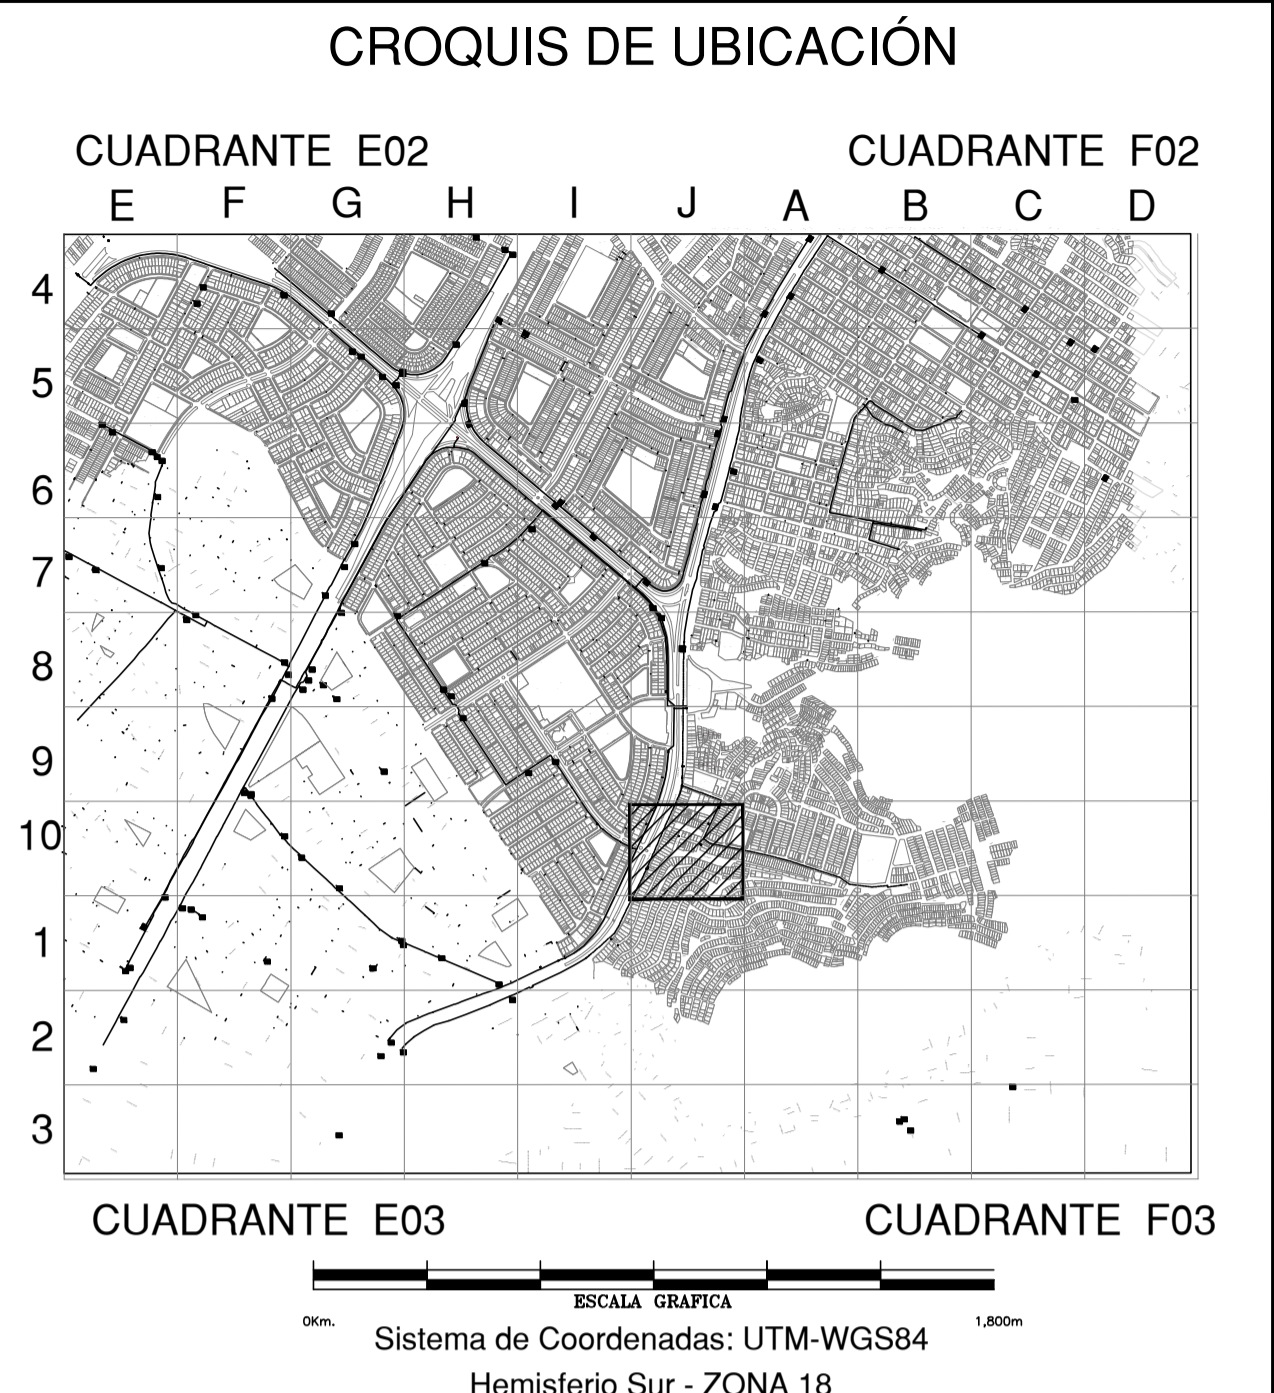 CROQUIS DE UBICACIÓN
CUADRANTE E02 CUADRANTE F02
E F G H I J A B C D
4
5
6
7
8
9
10
1
2
3
CUADRANTE E03 CUADRANTE F03
ESCALA GRAFICA
0Km. 1,800m
Sistema de Coordenadas: UTM-WGS84
Hemisferio Sur - ZONA 18